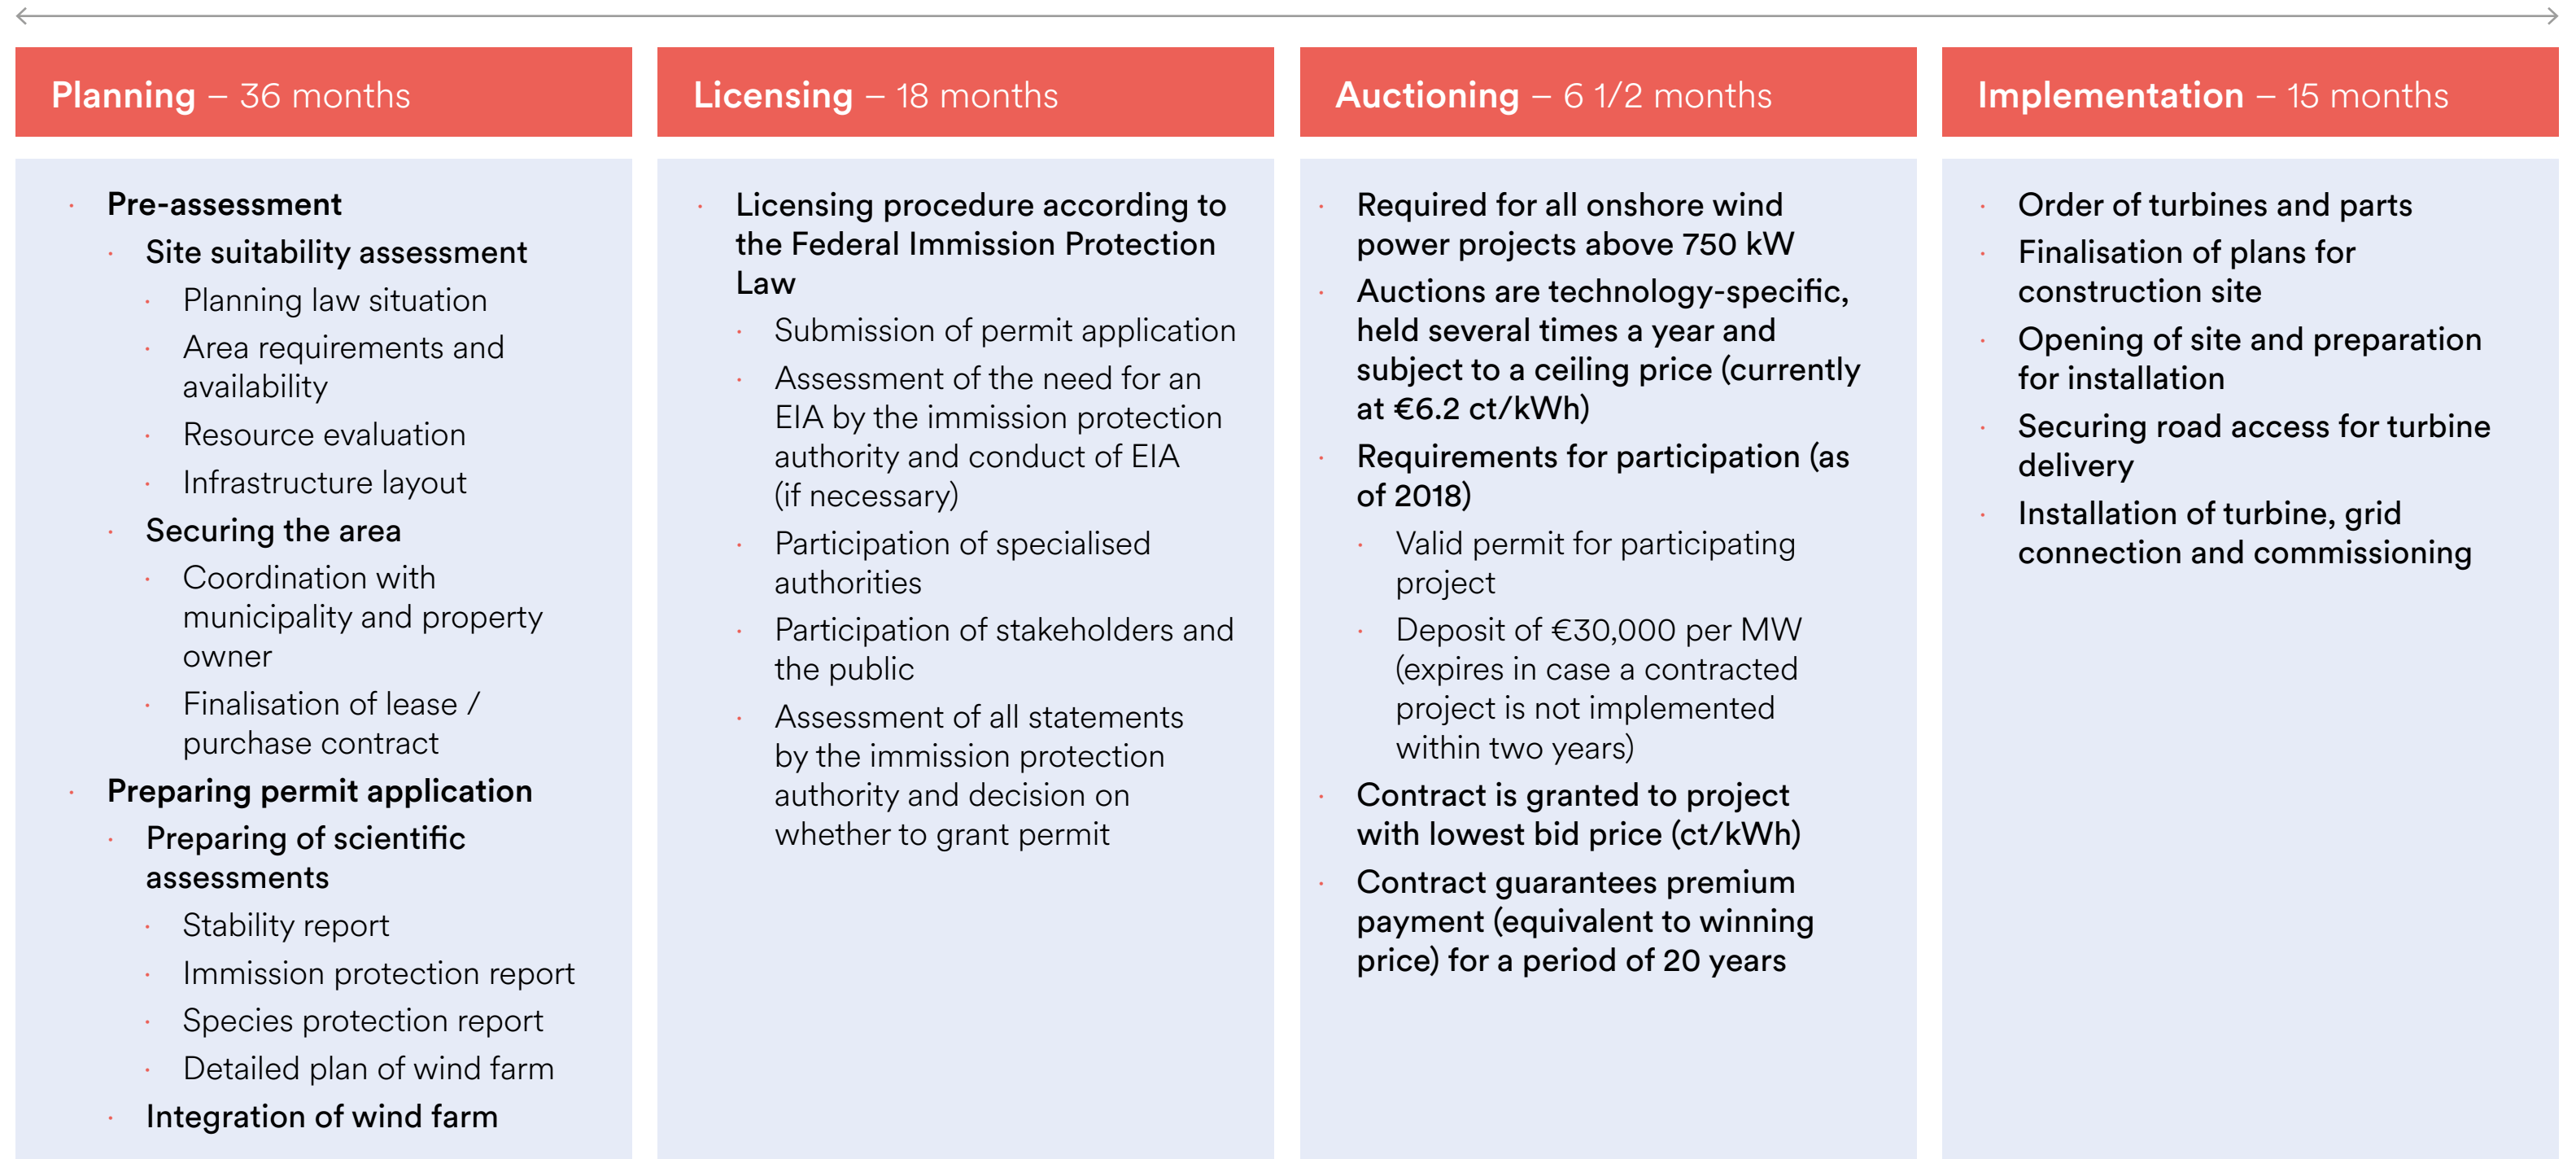 Planning – 36 months
Pre-assessment
Site suitability assessment
Planning law situation
Area requirements and
availability
Resource evaluation
Infrastructure layout
Securing the area
Coordination with
municipality and property
owner
Finalisation of lease /
purchase contract
Preparing permit application
Preparing of scientific
assessments
Stability report
Immission protection report
Species protection report
Detailed plan of wind farm
Integration of wind farm
Licensing – 18 months
Licensing procedure according to
the Federal Immission Protection
Law
Submission of permit application
Assessment of the need for an
EIA by the immission protection
authority and conduct of EIA
(if necessary)
Participation of specialised
authorities
Participation of stakeholders and
the public
Assessment of all statements
by the immission protection
authority and decision on
whether to grant permit
Auctioning – 6 1/2 months
Required for all onshore wind
power projects above 750 kW
Auctions are technology-specific,
held several times a year and
subject to a ceiling price (currently
at €6.2 ct/kWh)
Requirements for participation (as
of 2018)
Valid permit for participating
project
Deposit of €30,000 per MW
(expires in case a contracted
project is not implemented
within two years)
Contract is granted to project
with lowest bid price (ct/kWh)
Contract guarantees premium
payment (equivalent to winning
price) for a period of 20 years
Implementation – 15 months
Order of turbines and parts
Finalisation of plans for
construction site
Opening of site and preparation
for installation
Securing road access for turbine
delivery
Installation of turbine, grid
connection and commissioning